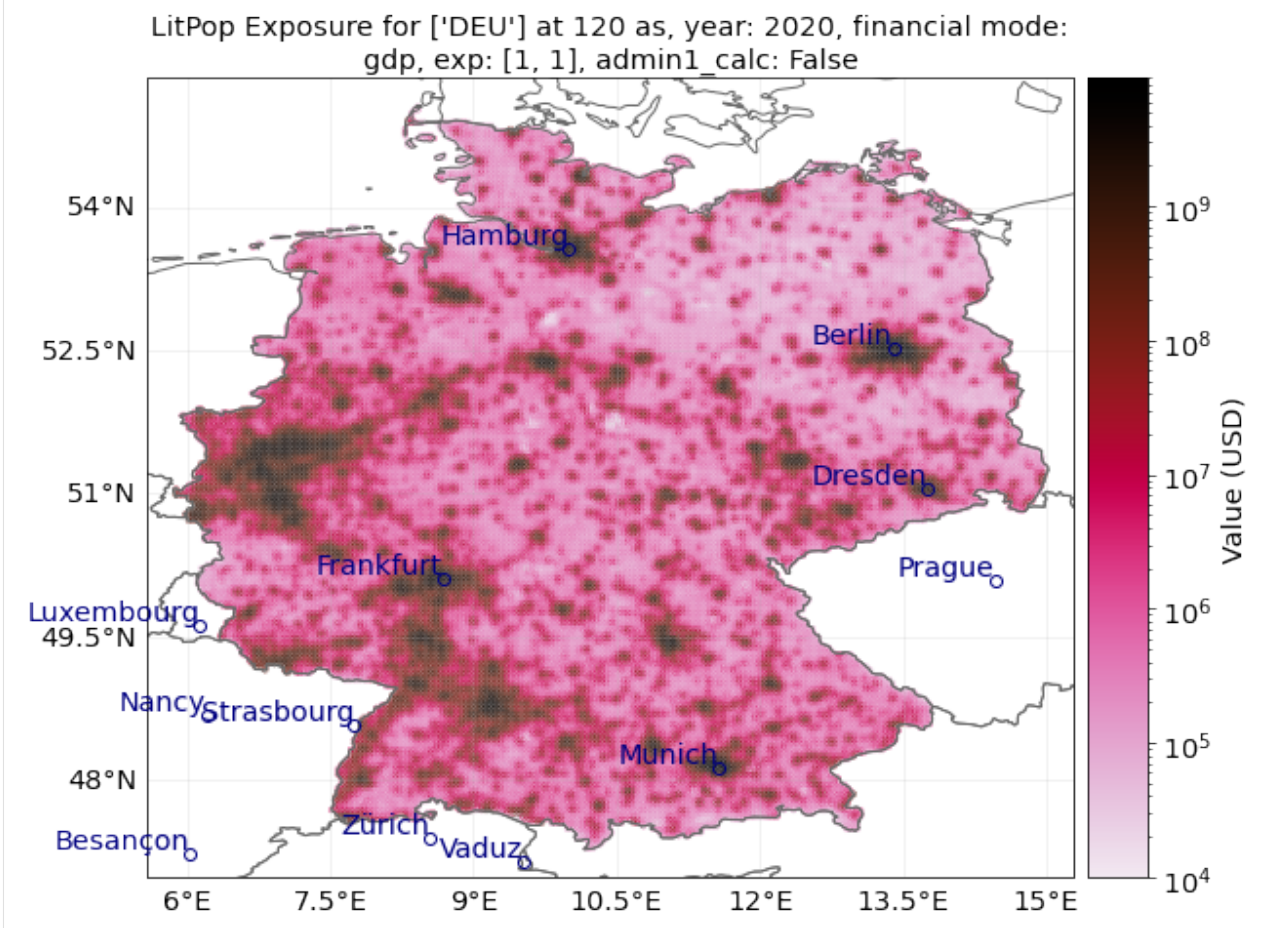 LitPop Exposure for ['DEU'] at 120 as, year: 2020, financial mode:
gdp, exp: [1, 1], admin1_calc: False
54°N
52.5°N
51°N
49.5°N
48°N
Hamburg
Berlin
Dresden
Frankfurt
Prague
Luxembourg
Nancy
Strasbourg
Munich
Zürich
Besançon
Vaduz
6°E
7.5°E
9°E
10.5°E
12°E
13.5°E
15°E
10⁹
10⁸
10⁷
10⁶
10⁵
10⁴
Value (USD)